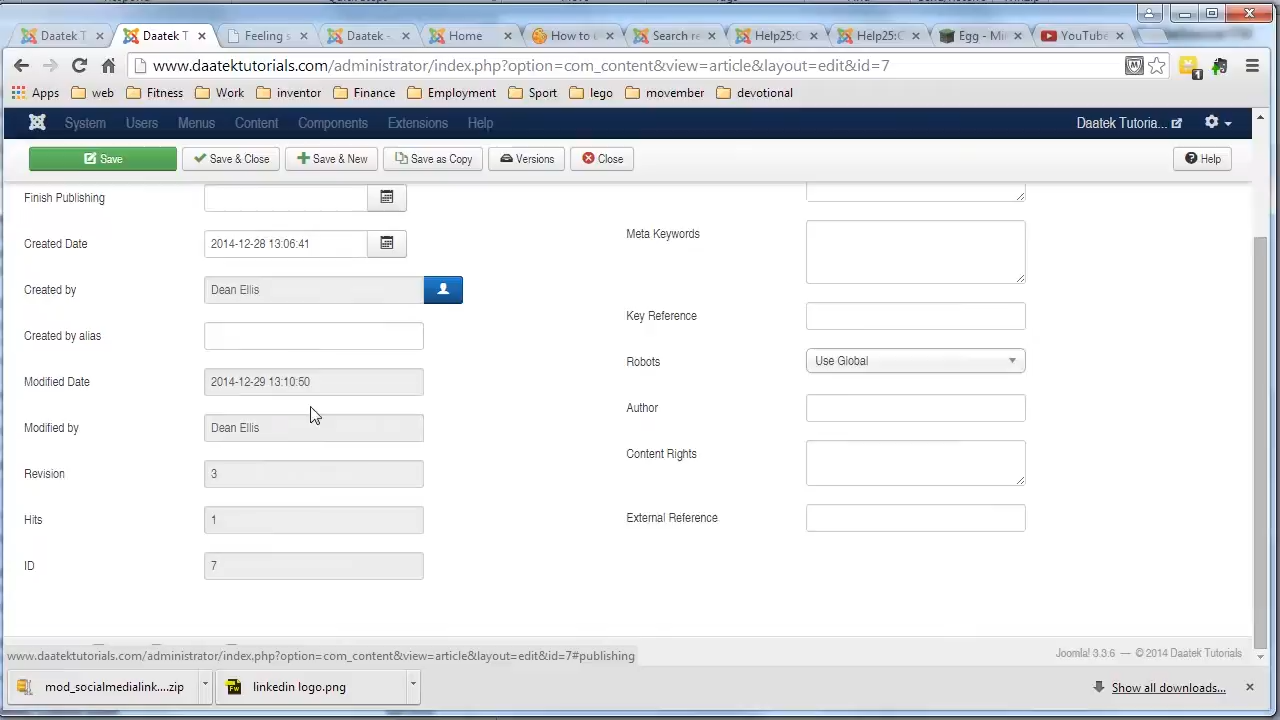 Daatek T
Daatek T
Feeling s
Daatek -
Home
How to
Search re
Help25:C
Help25:C
Egg - Mi
YouTube
www.daatektutorials.com/administrator/index.php?option=com_content&view=article&layout=edit&id=7
1
Apps
web
Fitness
Work
inventor
Finance
Employment
Sport
lego
movember
devotional
System
Users
Menus
Content
Components
Extensions
Help
Daatek Tutoria...
Save
Save & Close
Save & New
Save as Copy
Versions
Close
Help
Finish Publishing
Created Date
2014-12-28 13:06:41
Created by
Dean Ellis
Created by alias
Modified Date
2014-12-29 13:10:50
Modified by
Dean Ellis
Revision
3
Hits
1
ID
7
Meta Keywords
Key Reference
Robots
Use Global
Author
Content Rights
External Reference
www.daatektutorials.com/administrator/index.php?option=com_content&view=article&layout=edit&id=7#publishing
Joomla! 3.3.6 — © 2014 Daatek Tutorials
mod_socialmedialink....zip
linkedin logo.png
Show all downloads...